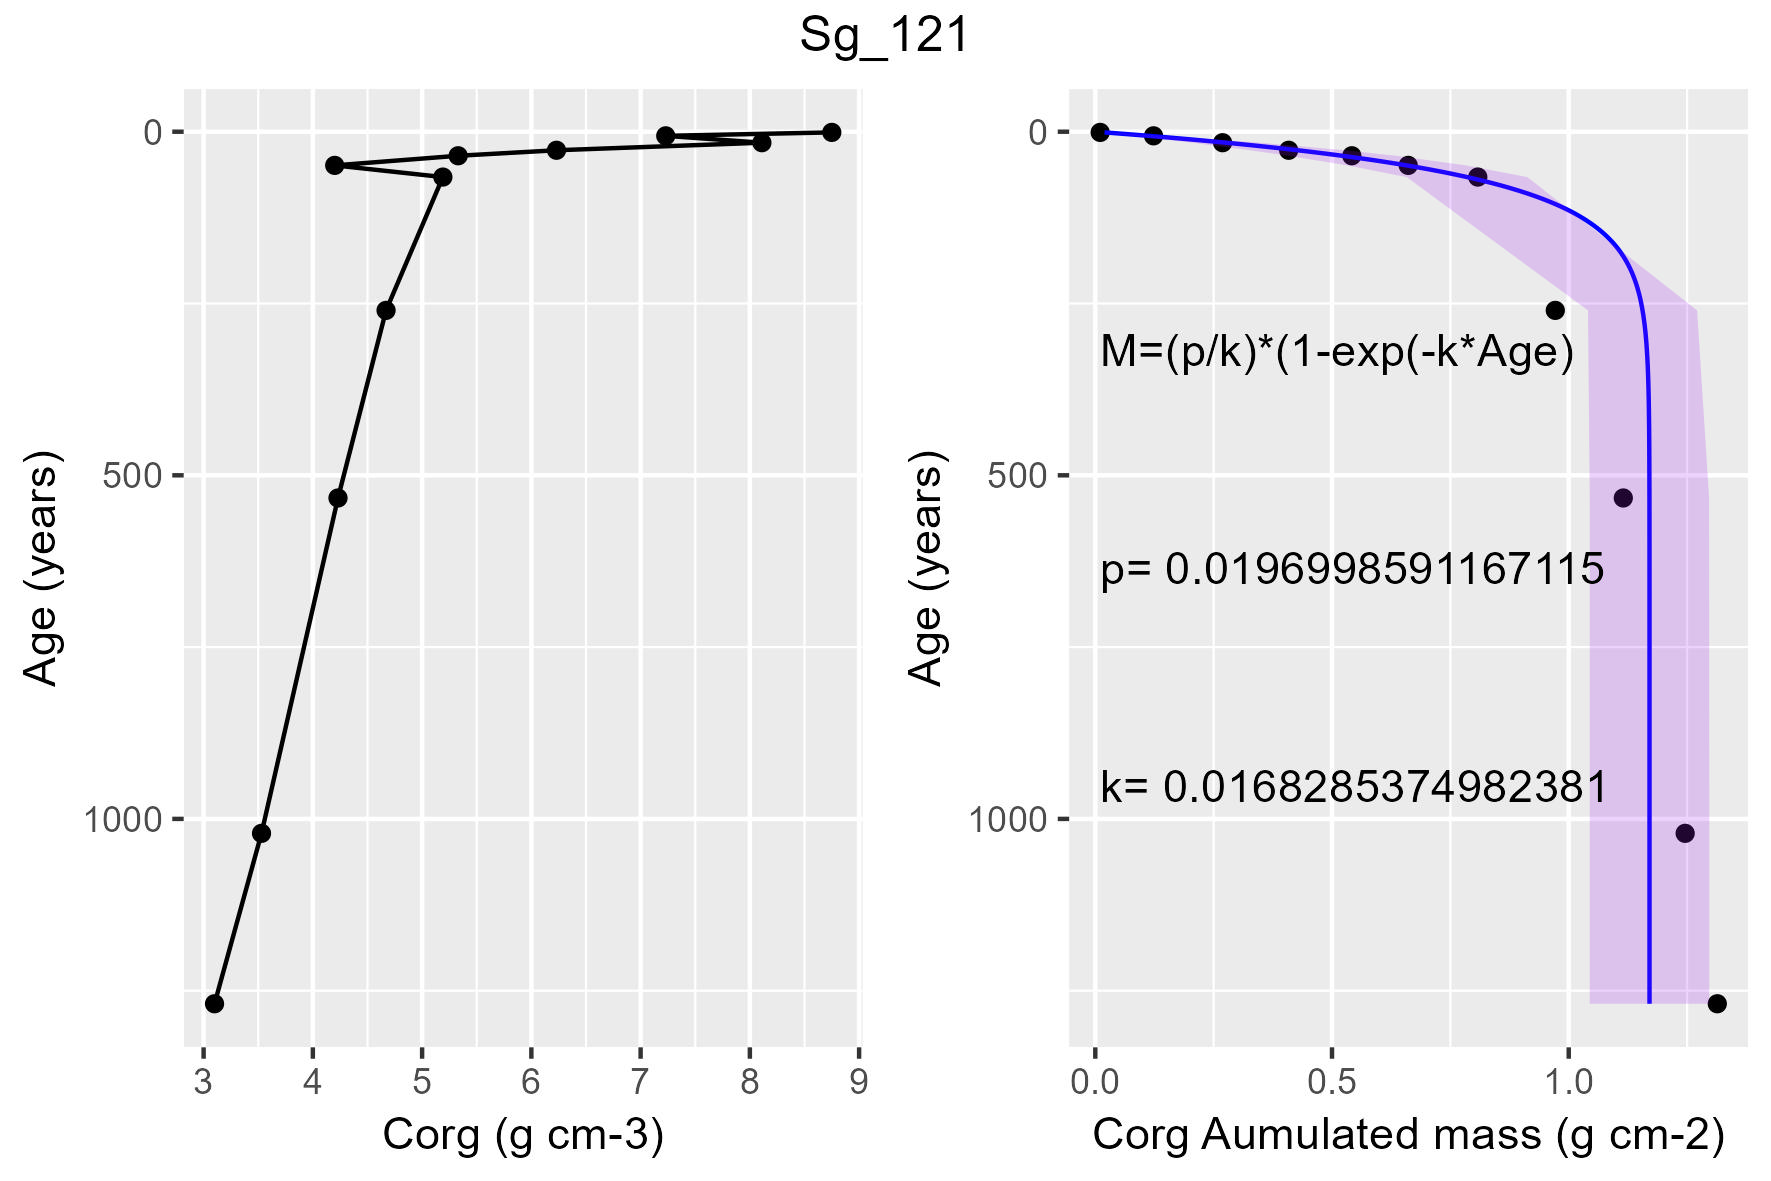 Sg_121
0
500
1000
Age (years)
3 4 5 6 7 8 9
Corg (g cm-3)
0
500
1000
Age (years)
M=(p/k)*(1-exp(-k*Age)
p= 0.0196998591167115
k= 0.0168285374982381
0.0 0.5 1.0
Corg Aumulated mass (g cm-2)